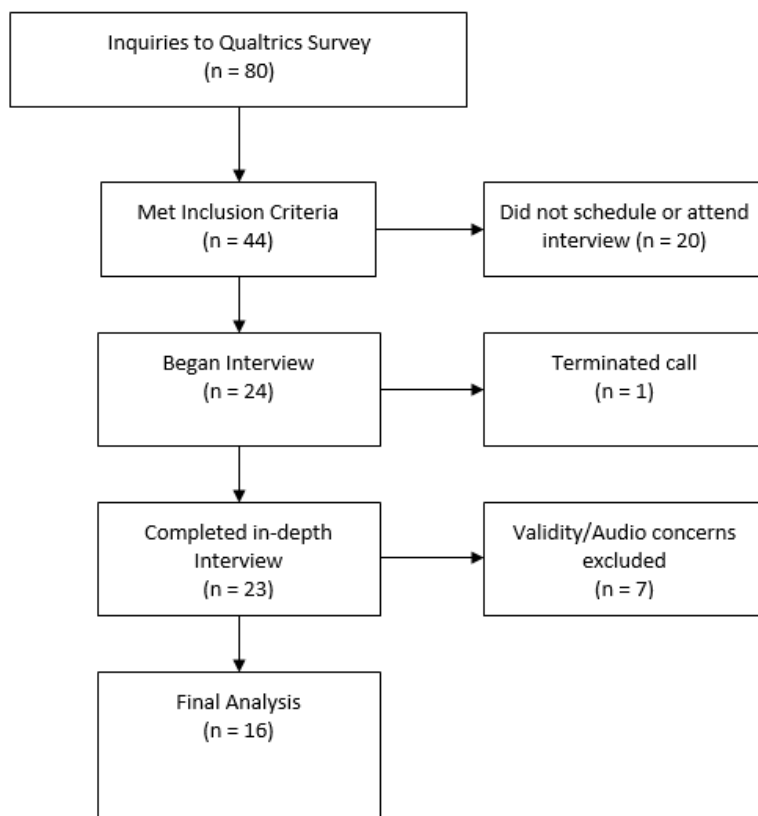 Inquiries to Qualtrics Survey
(n = 80)
Met Inclusion Criteria
(n = 44)
Did not schedule or attend
interview (n = 20)
Began Interview
(n = 24)
Terminated call
(n = 1)
Completed in-depth
Interview
(n = 23)
Validity/Audio concerns
excluded
(n = 7)
Final Analysis
(n = 16)